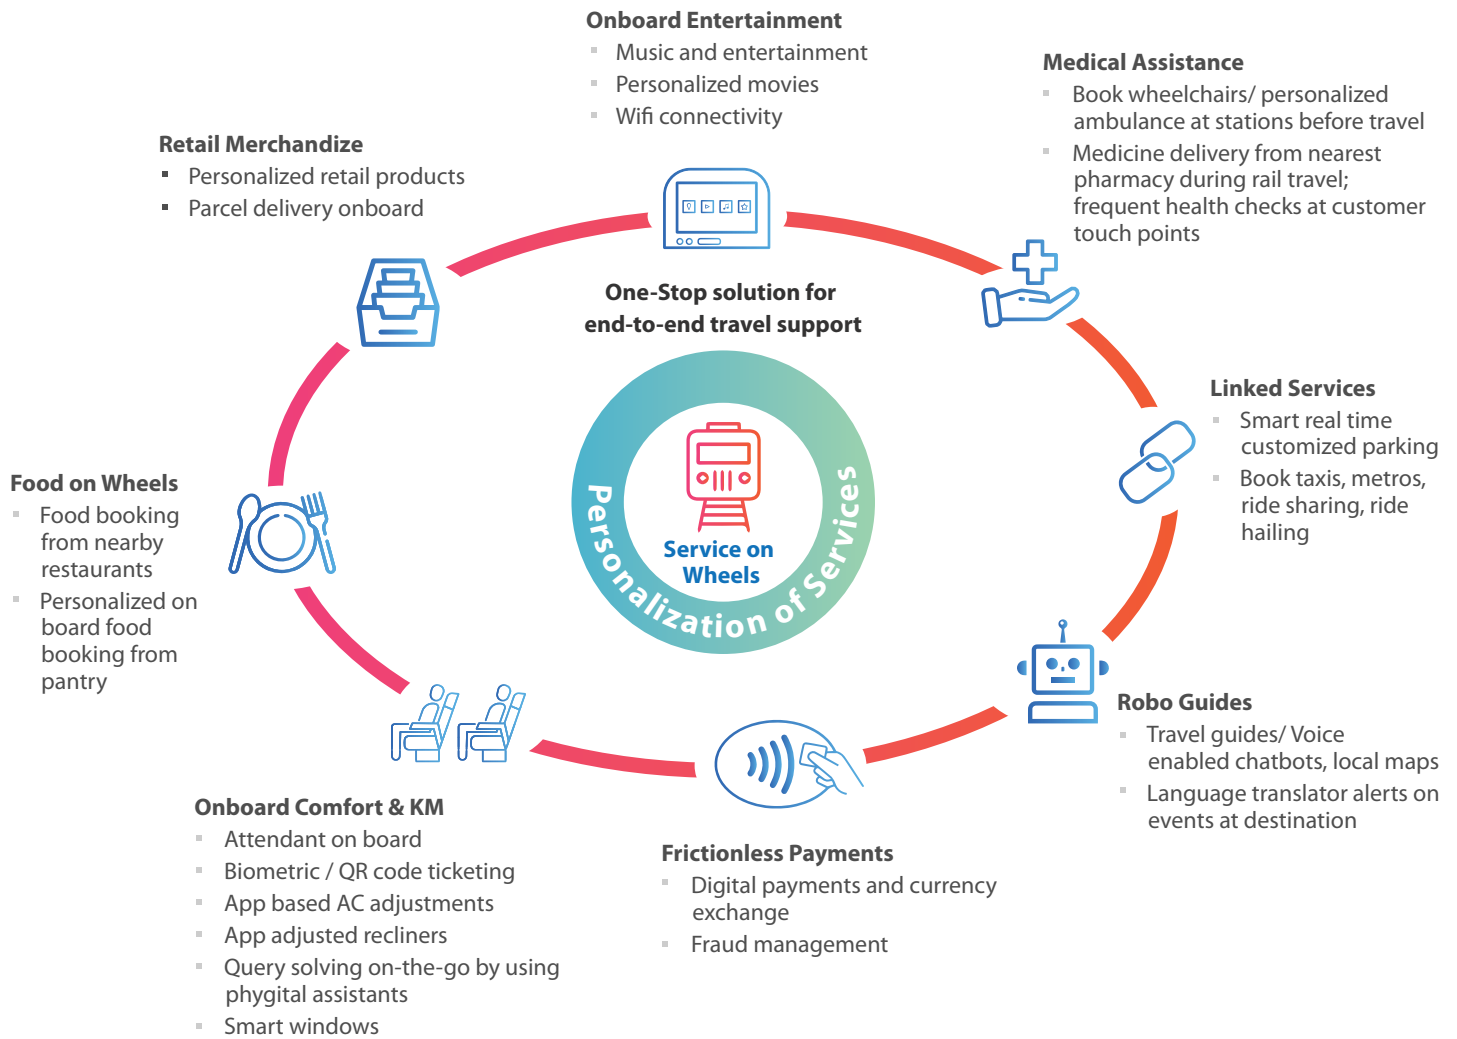 Onboard Entertainment
Music and entertainment
Personalized movies
Wifi connectivity
Medical Assistance
Book wheelchairs/ personalized
ambulance at stations before travel
Medicine delivery from nearest
pharmacy during rail travel;
frequent health checks at customer
touch points
Retail Merchandize
Personalized retail products
Parcel delivery onboard
One-Stop solution for
end-to-end travel support
Linked Services
Smart real time
customized parking
Book taxis, metros,
ride sharing, ride
hailing
Food on Wheels
Food booking
from nearby
restaurants
Personalized on
board food
booking from
pantry
Service on
Wheels
Personalization of Services
Robo Guides
Travel guides/ Voice
enabled chatbots, local maps
Language translator alerts on
events at destination
Onboard Comfort & KM
Attendant on board
Biometric / QR code ticketing
App based AC adjustments
App adjusted recliners
Query solving on-the-go by using
phygital assistants
Smart windows
Frictionless Payments
Digital payments and currency
exchange
Fraud management